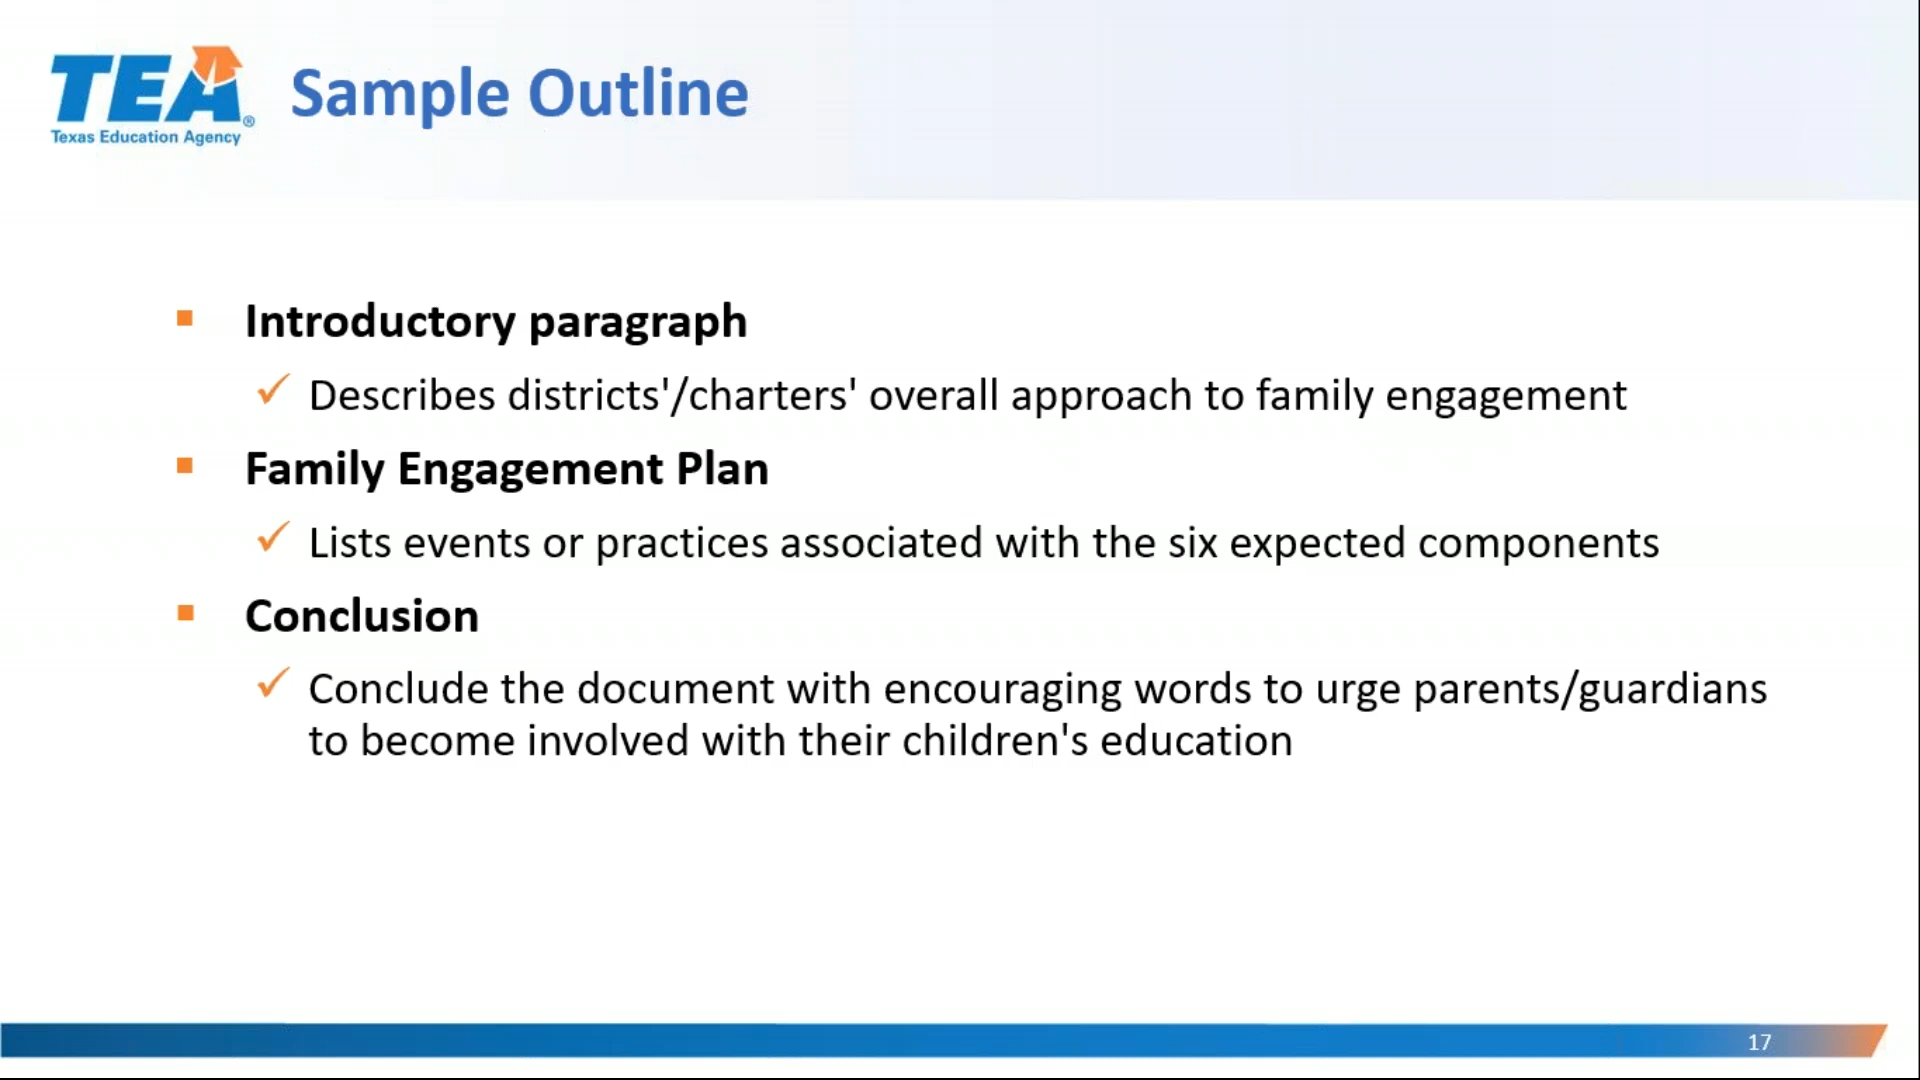 TEA®
Texas Education Agency
Sample Outline
Introductory paragraph
Describes districts'/charters' overall approach to family engagement
Family Engagement Plan
Lists events or practices associated with the six expected components
Conclusion
Conclude the document with encouraging words to urge parents/guardians
to become involved with their children's education
17